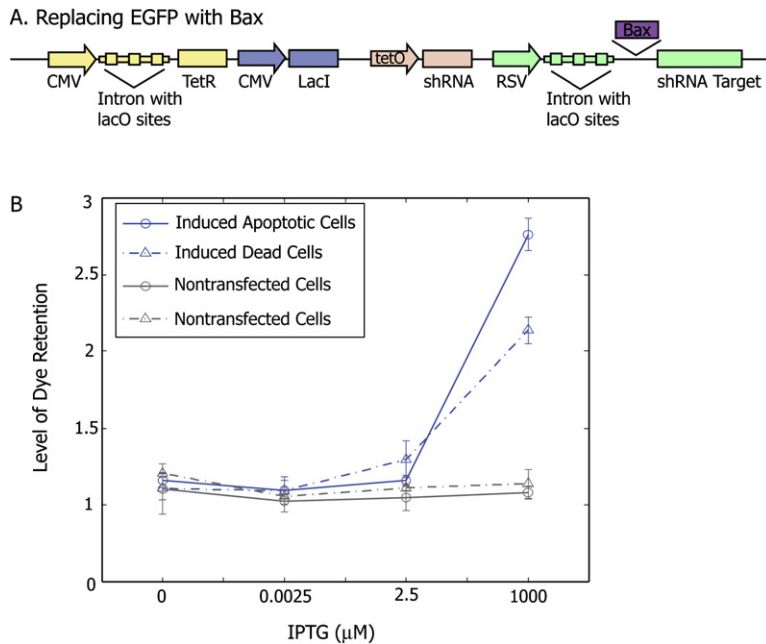 A. Replacing EGFP with Bax
Bax
tetO
CMV
TetR
CMV
LacI
shRNA
RSV
shRNA Target
Intron with
lacO sites
Intron with
lacO sites
B
3
2.5
2
1.5
1
0
Level of Dye Retention
Induced Apoptotic Cells
Induced Dead Cells
Nontransfected Cells
Nontransfected Cells
0
0.0025
2.5
1000
IPTG (μM)